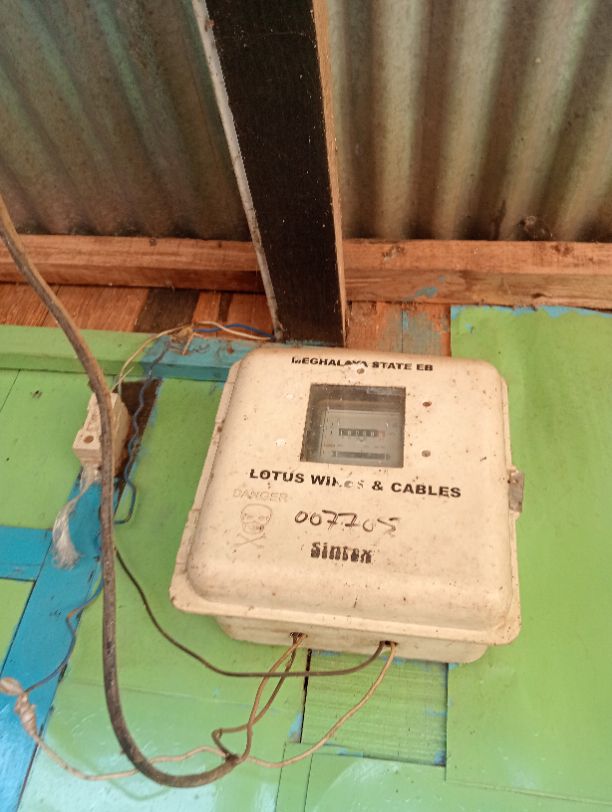 MEGHALAYA STATE EB
LOTUS WIRES & CABLES
DANGER
007705
Sintex